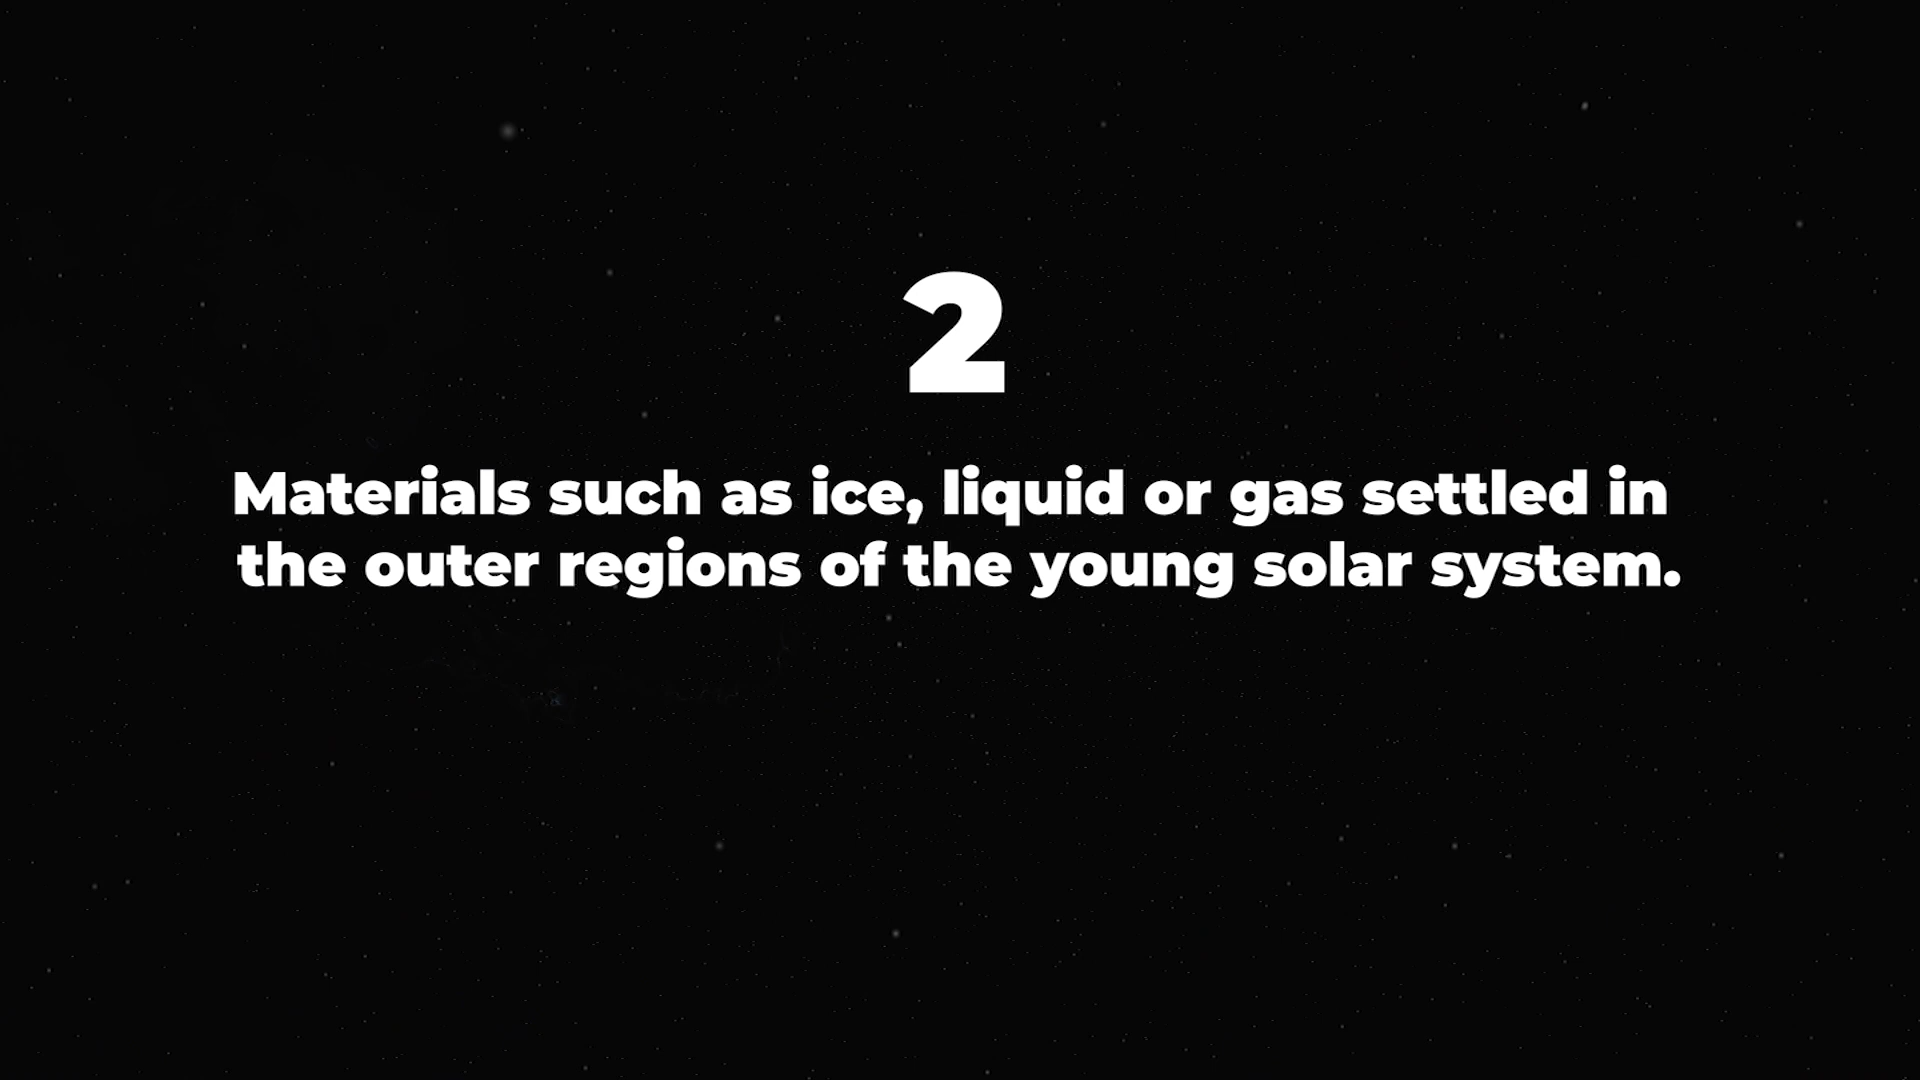 2
Materials such as ice, liquid or gas settled in
the outer regions of the young solar system.